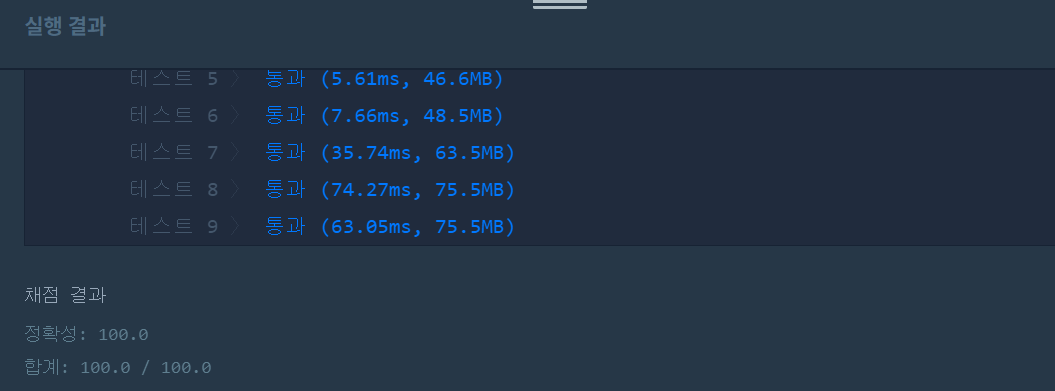 실행 결과
테스트 5 〉 통과 (5.61ms, 46.6MB)
테스트 6 〉 통과 (7.66ms, 48.5MB)
테스트 7 〉 통과 (35.74ms, 63.5MB)
테스트 8 〉 통과 (74.27ms, 75.5MB)
테스트 9 〉 통과 (63.05ms, 75.5MB)
채점 결과
정확성: 100.0
합계: 100.0 / 100.0